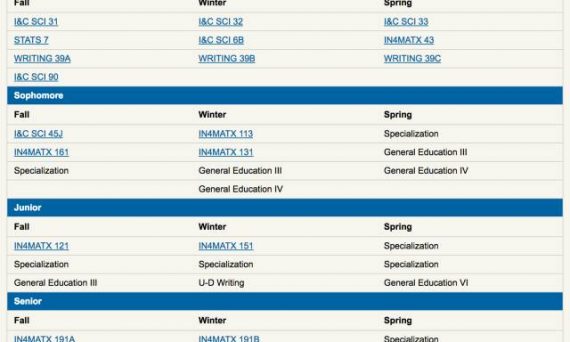 Fall Winter Spring
I&C SCI 31 I&C SCI 32 I&C SCI 33
STATS 7 I&C SCI 6B IN4MATX 43
WRITING 39A WRITING 39B WRITING 39C
I&C SCI 90
Sophomore
Fall Winter Spring
I&C SCI 45J IN4MATX 113 Specialization
IN4MATX 161 IN4MATX 131 General Education III
Specialization General Education III General Education IV
General Education IV
Junior
Fall Winter Spring
IN4MATX 121 IN4MATX 151 Specialization
Specialization Specialization Specialization
General Education III U-D Writing General Education VI
Senior
Fall Winter Spring
IN4MATX 191A IN4MATX 191B Specialization